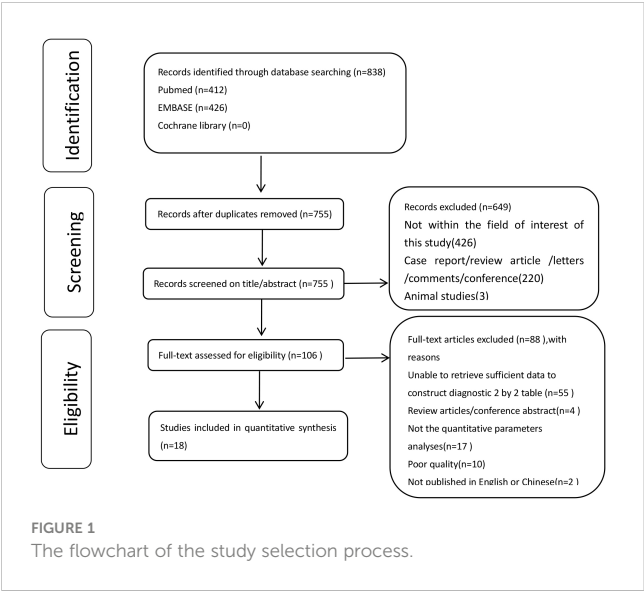 Identification
Records identified through database searching (n=838)
Pubmed (n=412)
EMBASE (n=426)
Cochrane library (n=0)
Screening
Records after duplicates removed (n=755)
Records excluded (n=649)
Not within the field of interest of
this study(426)
Case report/review article /letters
/comments/conference(220)
Animal studies(3)
Records screened on title/abstract (n=755 )
Eligibility
Full-text assessed for eligibility (n=106 )
Full-text articles excluded (n=88 ),with
reasons
Unable to retrieve sufficient data to
construct diagnostic 2 by 2 table (n=55 )
Review articles/conference abstract(n=4 )
Not the quantitative parameters
analyses(n=17 )
Poor quality(n=10)
Not published in English or Chinese(n=2 )
Studies included in quantitative synthesis
(n=18)
FIGURE 1
The flowchart of the study selection process.